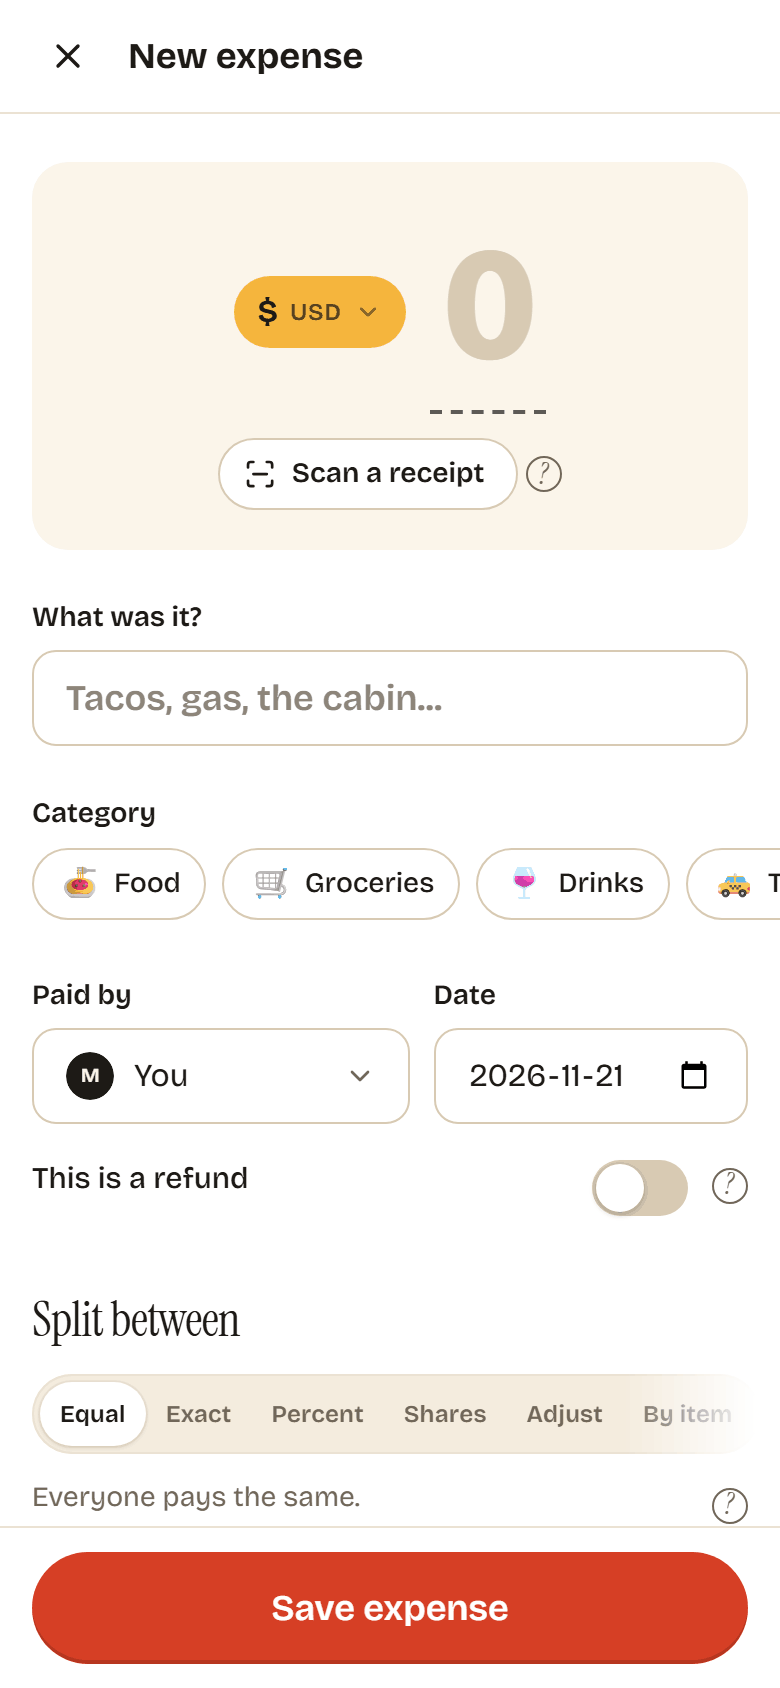 New expense
$ USD 0
Scan a receipt ?
What was it?
Tacos, gas, the cabin...
Category
Food Groceries Drinks T
Paid by Date
M You 2026-11-21
This is a refund ?
Split between
Equal Exact Percent Shares Adjust By item
Everyone pays the same. ?
Save expense